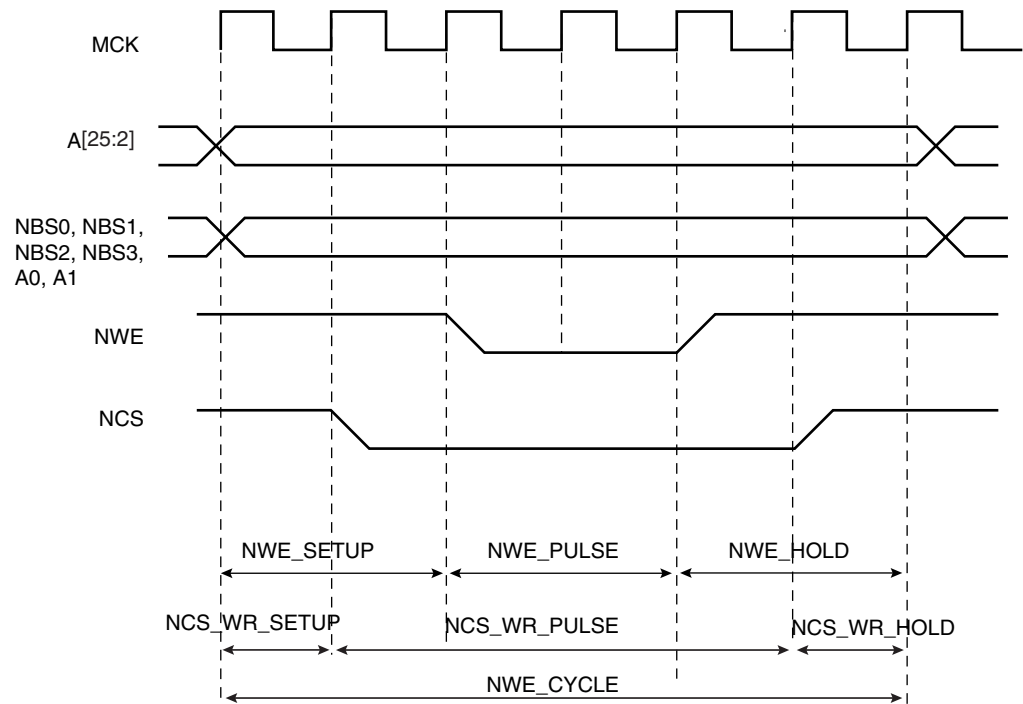 MCK
A[25:2]
NBS0, NBS1,
NBS2, NBS3,
A0, A1
NWE
NCS
NWE_SETUP NWE_PULSE NWE_HOLD
NCS_WR_SETUP NCS_WR_PULSE NCS_WR_HOLD
NWE_CYCLE